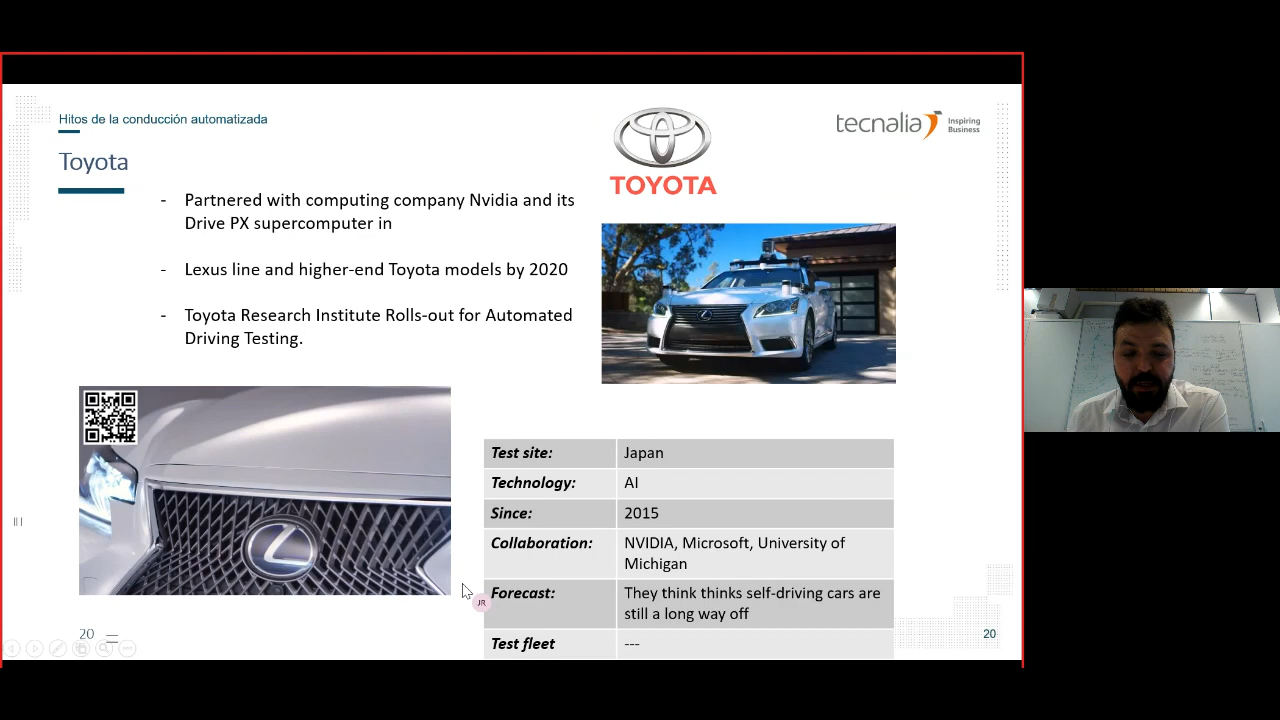 Hitos de la conducción automatizada
Toyota
TOYOTA
tecnalia Inspiring
Business
- Partnered with computing company Nvidia and its
Drive PX supercomputer in
- Lexus line and higher-end Toyota models by 2020
- Toyota Research Institute Rolls-out for Automated
Driving Testing.
Test site: Japan
Technology: AI
Since: 2015
Collaboration: NVIDIA, Microsoft, University of
Michigan
Forecast: They think thinks self-driving cars are
still a long way off
Test fleet ---
JR
20
20